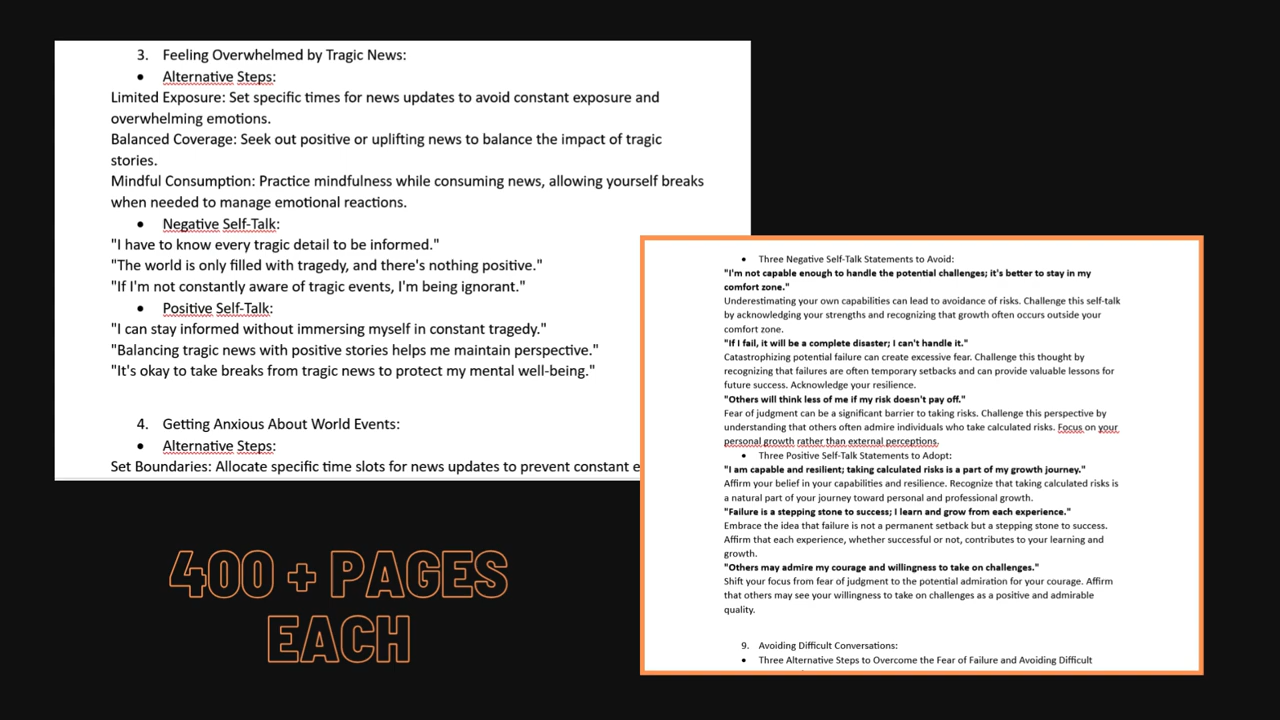 3. Feeling Overwhelmed by Tragic News:
• Alternative Steps:
Limited Exposure: Set specific times for news updates to avoid constant exposure and
overwhelming emotions.
Balanced Coverage: Seek out positive or uplifting news to balance the impact of tragic
stories.
Mindful Consumption: Practice mindfulness while consuming news, allowing yourself breaks
when needed to manage emotional reactions.
• Negative Self-Talk:
"I have to know every tragic detail to be informed."
"The world is only filled with tragedy, and there's nothing positive."
"If I'm not constantly aware of tragic events, I'm being ignorant."
• Positive Self-Talk:
"I can stay informed without immersing myself in constant tragedy."
"Balancing tragic news with positive stories helps me maintain perspective."
"It's okay to take breaks from tragic news to protect my mental well-being."
4. Getting Anxious About World Events:
• Alternative Steps:
Set Boundaries: Allocate specific time slots for news updates to prevent constant
• Three Negative Self-Talk Statements to Avoid:
"I'm not capable enough to handle the potential challenges; it's better to stay in my
comfort zone."
Underestimating your own capabilities can lead to avoidance of risks. Challenge this self-talk
by acknowledging your strengths and recognizing that growth often occurs outside your
comfort zone.
"If I fail, it will be a complete disaster; I can't handle it."
Catastrophizing potential failure can create excessive fear. Challenge this thought by
recognizing that failures are often temporary setbacks and can provide valuable lessons for
future success. Acknowledge your resilience.
"Others will think less of me if my risk doesn't pay off."
Fear of judgment can be a significant barrier to taking risks. Challenge this perspective by
understanding that others often admire individuals who take calculated risks. Focus on your
personal growth rather than external perceptions.
• Three Positive Self-Talk Statements to Adopt:
"I am capable and resilient; taking calculated risks is a part of my growth journey."
Affirm your belief in your capabilities and resilience. Recognize that taking calculated risks is
a natural part of your journey toward personal and professional growth.
"Failure is a stepping stone to success; I learn and grow from each experience."
Embrace the idea that failure is not a permanent setback but a stepping stone to success.
Affirm that each experience, whether successful or not, contributes to your learning and
growth.
"Others may admire my courage and willingness to take on challenges."
Shift your focus from fear of judgment to the potential admiration for your courage. Affirm
that others may see your willingness to take on challenges as a positive and admirable
quality.
9. Avoiding Difficult Conversations:
• Three Alternative Steps to Overcome the Fear of Failure and Avoiding Difficult
400 + PAGES
EACH